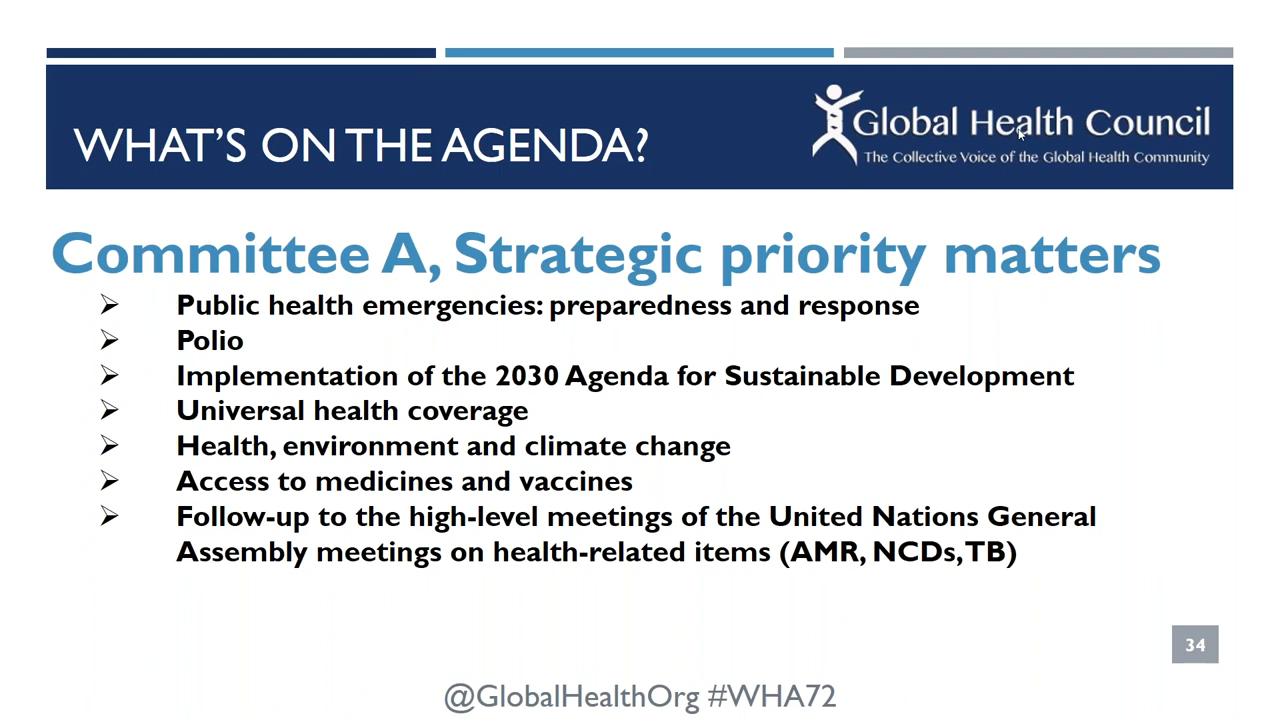 WHAT'S ON THE AGENDA?
Global Health Council
The Collective Voice of the Global Health Community
Committee A, Strategic priority matters
Public health emergencies: preparedness and response
Polio
Implementation of the 2030 Agenda for Sustainable Development
Universal health coverage
Health, environment and climate change
Access to medicines and vaccines
Follow-up to the high-level meetings of the United Nations General
Assembly meetings on health-related items (AMR, NCDs, TB)
34
@GlobalHealthOrg #WHA72